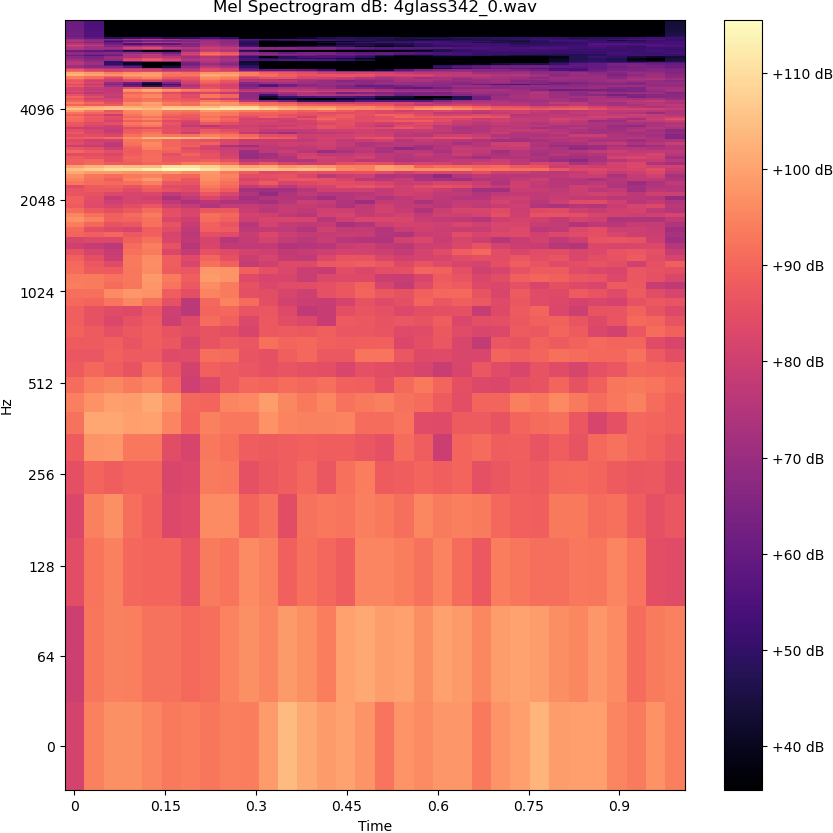 Mel Spectrogram dB: 4glass342_0.wav
+110 dB
4096
+100 dB
2048
+90 dB
1024
+80 dB
512
Hz
+70 dB
256
128
+60 dB
64
+50 dB
0
+40 dB
0 0.15 0.3 0.45 0.6 0.75 0.9
Time